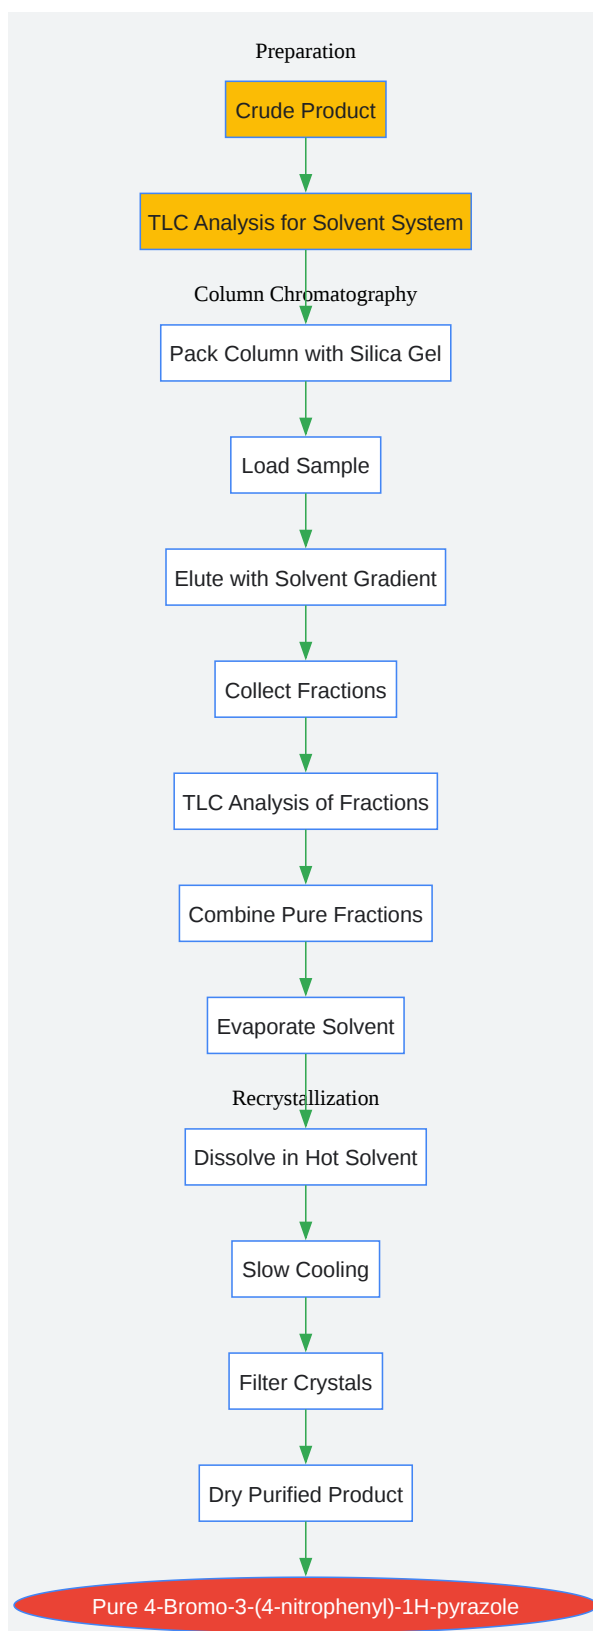 Preparation
Crude Product
TLC Analysis for Solvent System
Column Chromatography
Pack Column with Silica Gel
Load Sample
Elute with Solvent Gradient
Collect Fractions
TLC Analysis of Fractions
Combine Pure Fractions
Evaporate Solvent
Recrystallization
Dissolve in Hot Solvent
Slow Cooling
Filter Crystals
Dry Purified Product
Pure 4-Bromo-3-(4-nitrophenyl)-1H-pyrazole